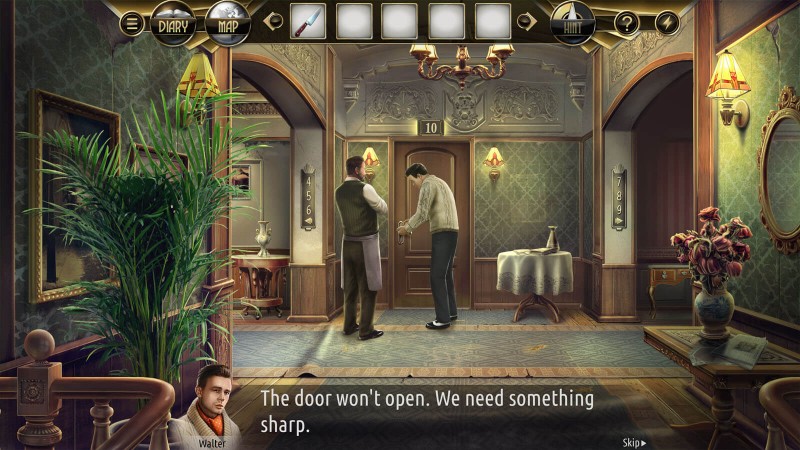 DIARY
MAP
HINT
?
10
4
5
6
7
8
9
The door won't open. We need something
sharp.
Walter
Skip